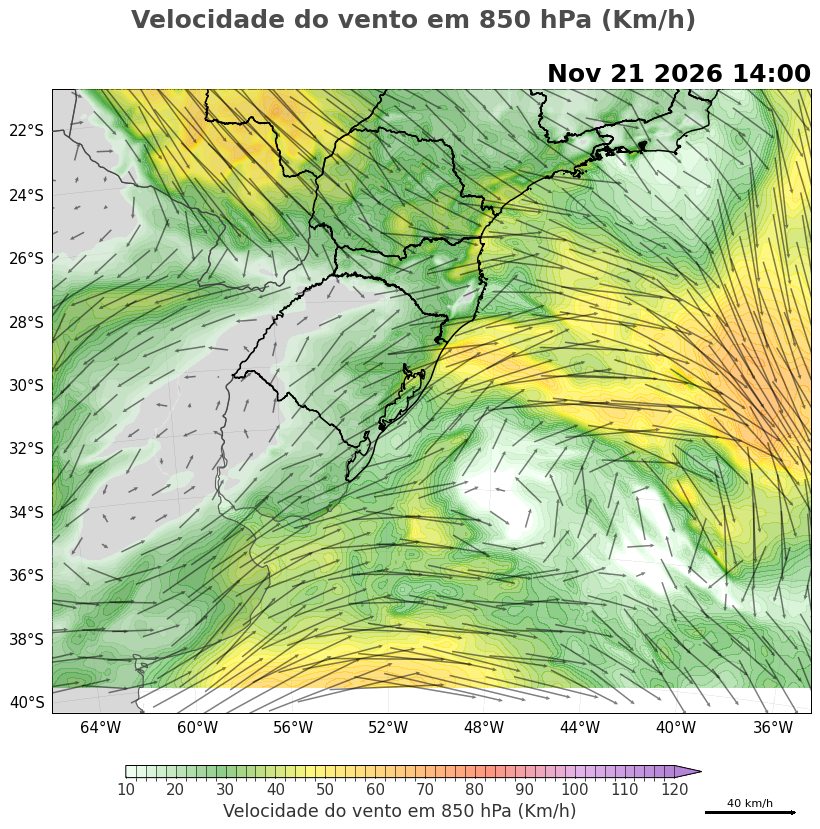 Velocidade do vento em 850 hPa (Km/h)
Nov 21 2026 14:00
22°S
24°S
26°S
28°S
30°S
32°S
34°S
36°S
38°S
40°S
64°W 60°W 56°W 52°W 48°W 44°W 40°W 36°W
10 20 30 40 50 60 70 80 90 100 110 120
Velocidade do vento em 850 hPa (Km/h)
40 km/h